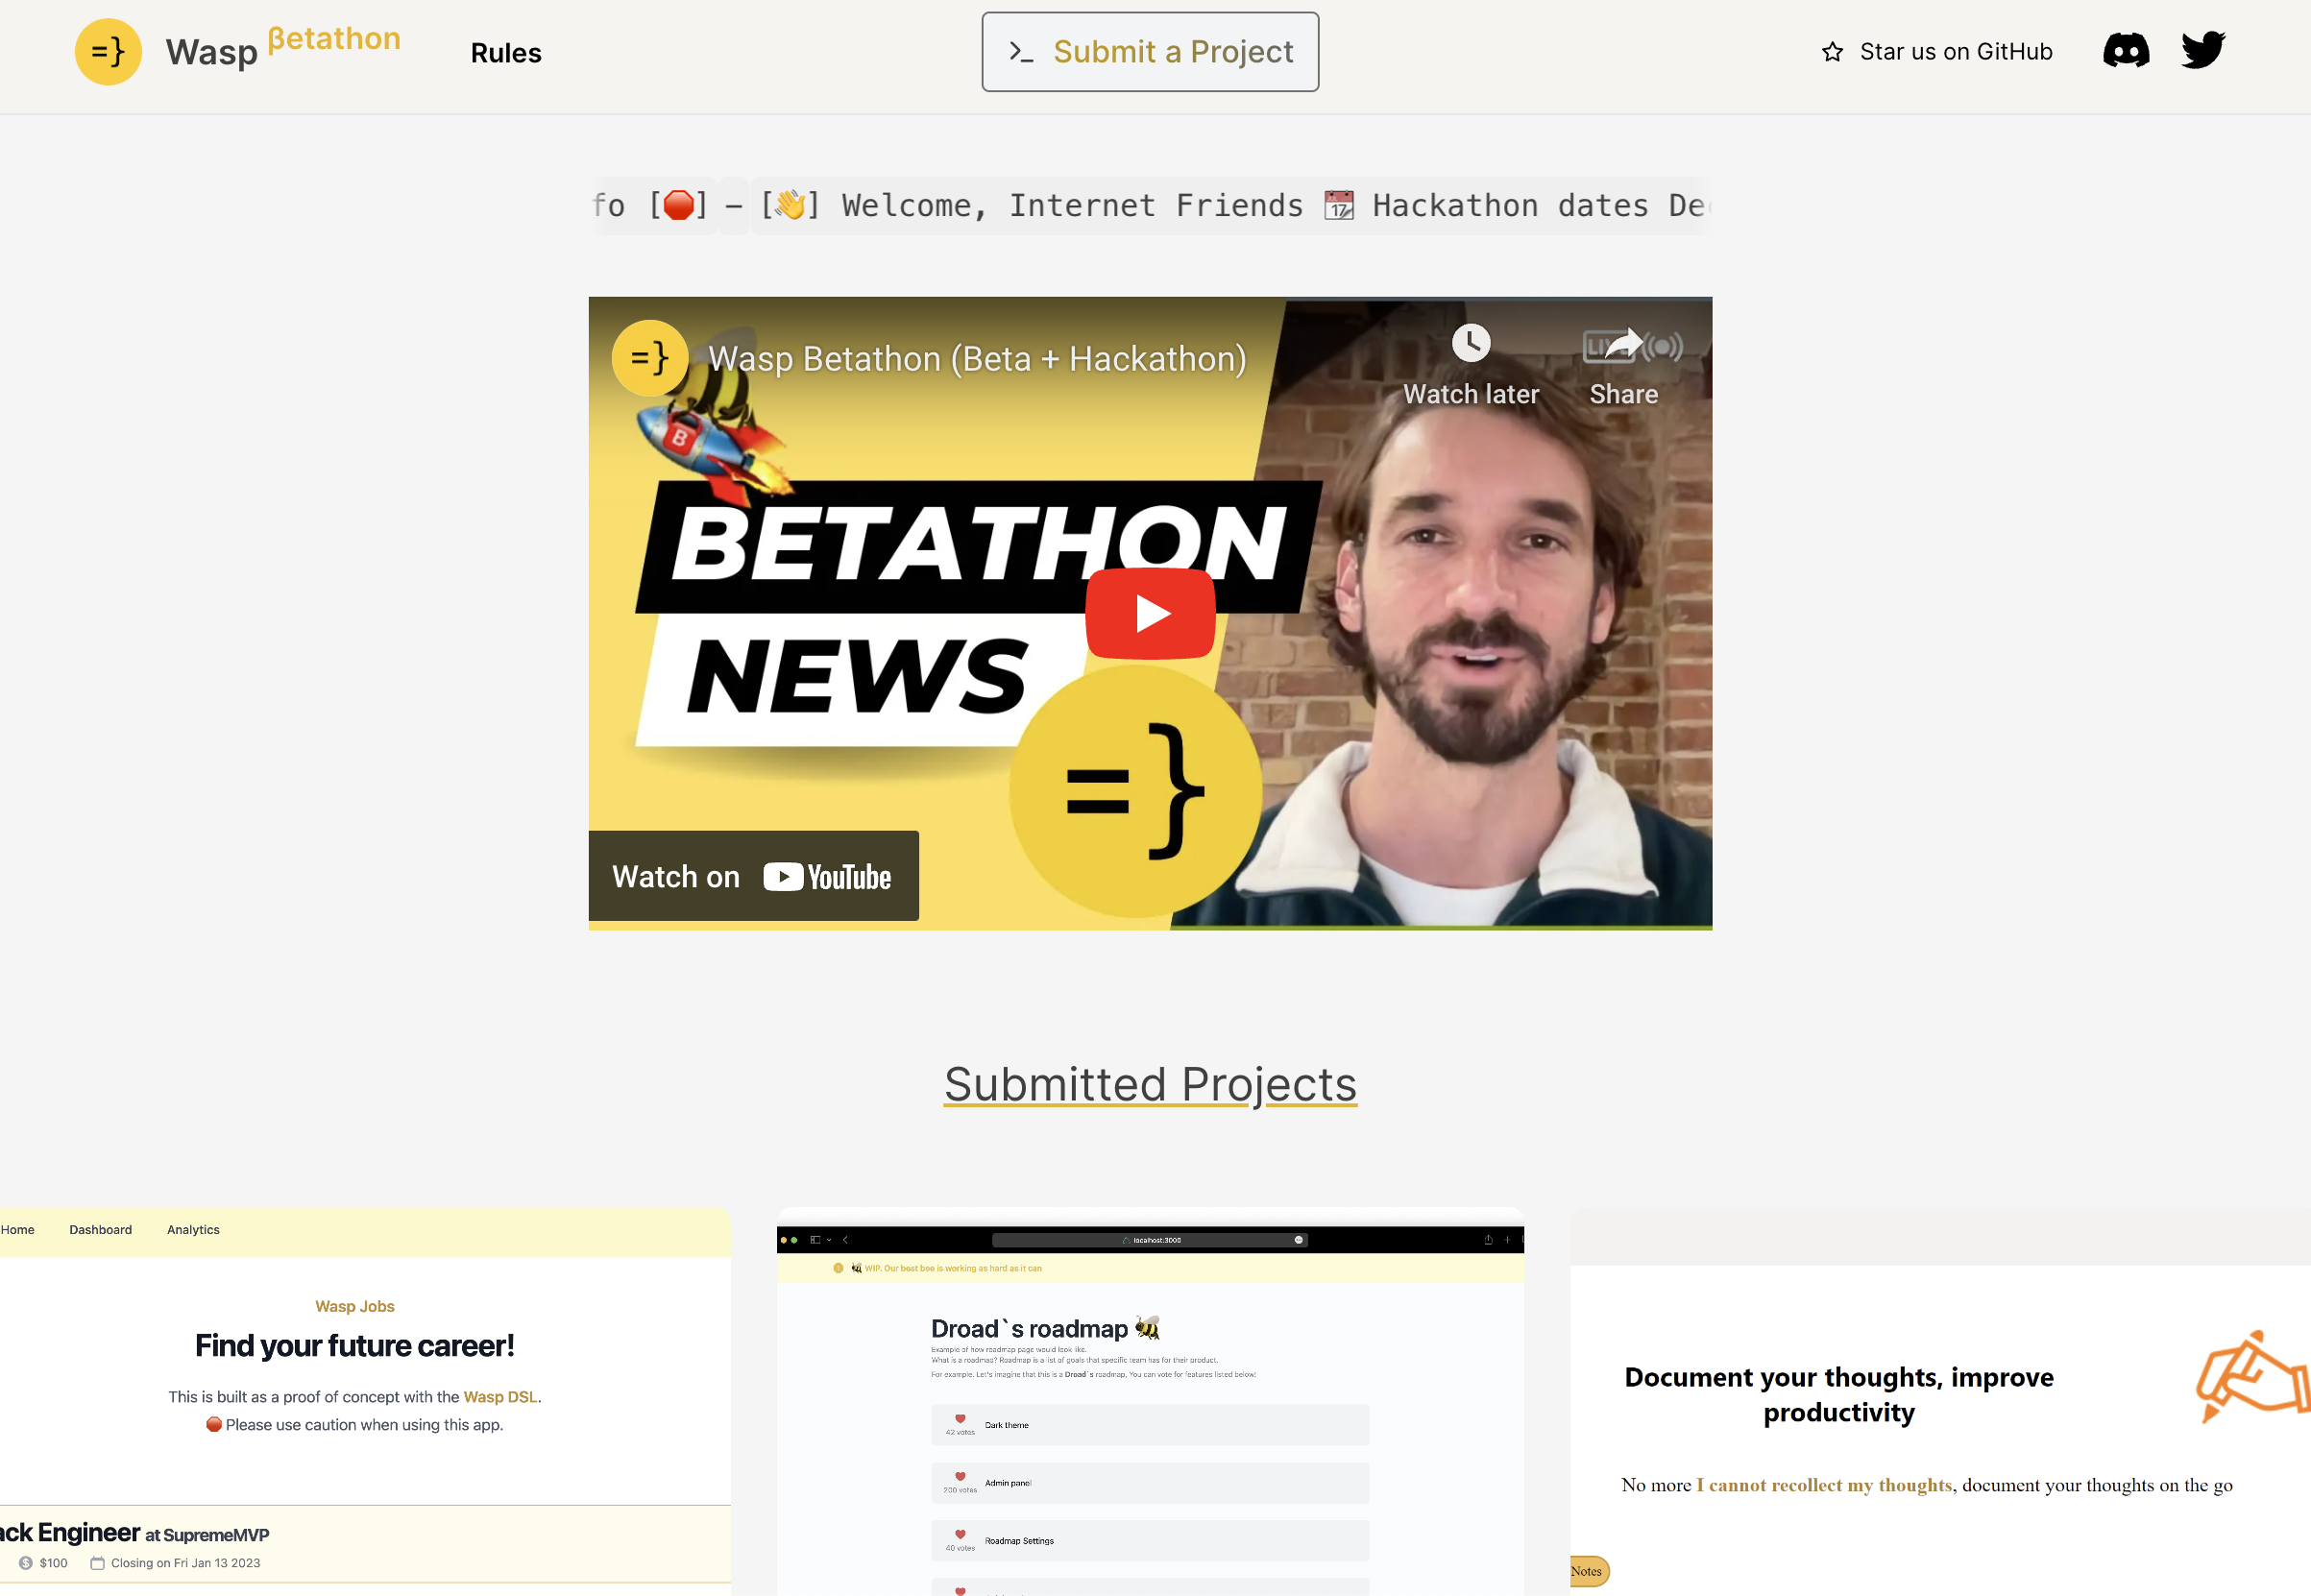 =} Wasp βetathon
Rules
>_ Submit a Project
Star us on GitHub
fo [🛑] — [👋] Welcome, Internet Friends 📆 Hackathon dates De
=} Wasp Betathon (Beta + Hackathon)
Watch later
LIVE
Share
B
BETATHON
NEWS
=}
Watch on YouTube
Submitted Projects
Home Dashboard Analytics
Wasp Jobs
Find your future career!
This is built as a proof of concept with the Wasp DSL.
🛑 Please use caution when using this app.
ack Engineer at SupremeMVP
$100 Closing on Fri Jan 13 2023
localhost:3000
🐝 WIP. Our best bee is working as hard as it can
Droad`s roadmap 🐝
Example of how roadmap page would look like.
What is a roadmap? Roadmap is a list of goals that specific team has for their product.
For example. Let's imagine that this is a Droad`s roadmap, You can vote for features listed below!
42 votes Dark theme
200 votes Admin panel
40 votes Roadmap Settings
Document your thoughts, improve
productivity
No more I cannot recollect my thoughts, document your thoughts on the go
Notes